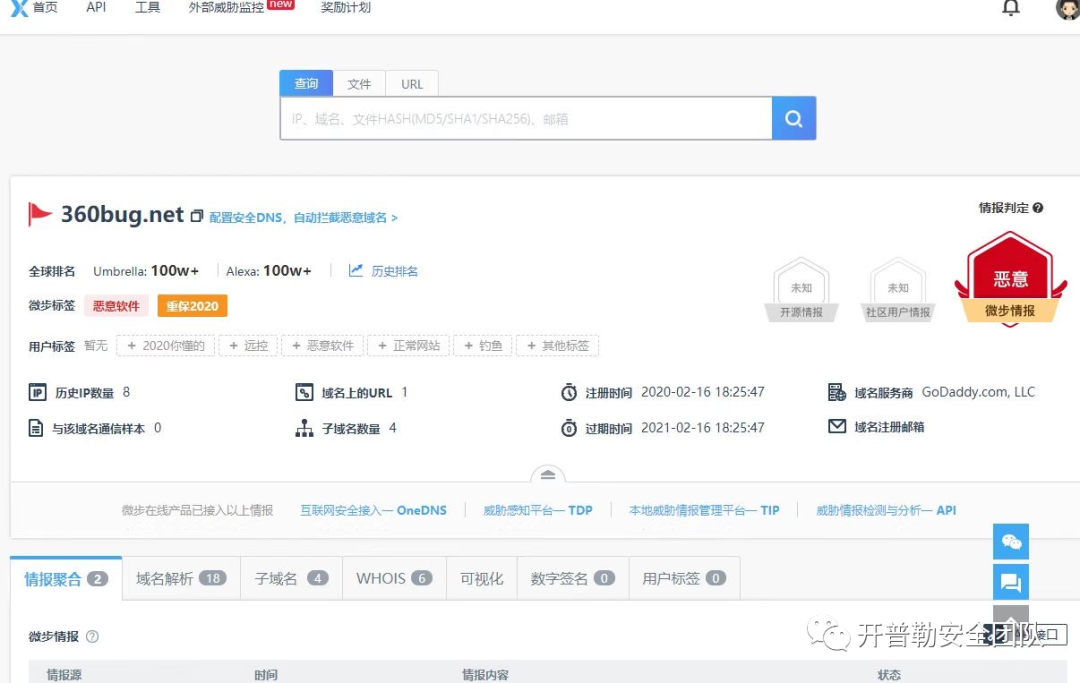 首页 API 工具 外部威胁监控 new 奖励计划
查询 文件 URL
IP、域名、文件HASH(MD5/SHA1/SHA256)、邮箱
360bug.net 配置安全DNS，自动拦截恶意域名 >
情报判定
全球排名 Umbrella: 100w+ Alexa: 100w+ 历史排名
未知 未知 恶意
开源情报 社区用户情报 微步情报
微步标签 恶意软件 重保2020
用户标签 暂无 + 2020你懂的 + 远控 + 恶意软件 + 正常网站 + 钓鱼 + 其他标签
IP 历史IP数量 8 域名上的URL 1 注册时间 2020-02-16 18:25:47 域名服务商 GoDaddy.com, LLC
与该域名通信样本 0 子域名数量 4 过期时间 2021-02-16 18:25:47 域名注册邮箱
微步在线产品已接入以上情报 互联网安全接入— OneDNS 威胁感知平台— TDP 本地威胁情报管理平台— TIP 威胁情报检测与分析— API
情报聚合 2 域名解析 18 子域名 4 WHOIS 6 可视化 数字签名 0 用户标签 0
微步情报
开普勒安全团队
接口
情报源 时间 情报内容 状态